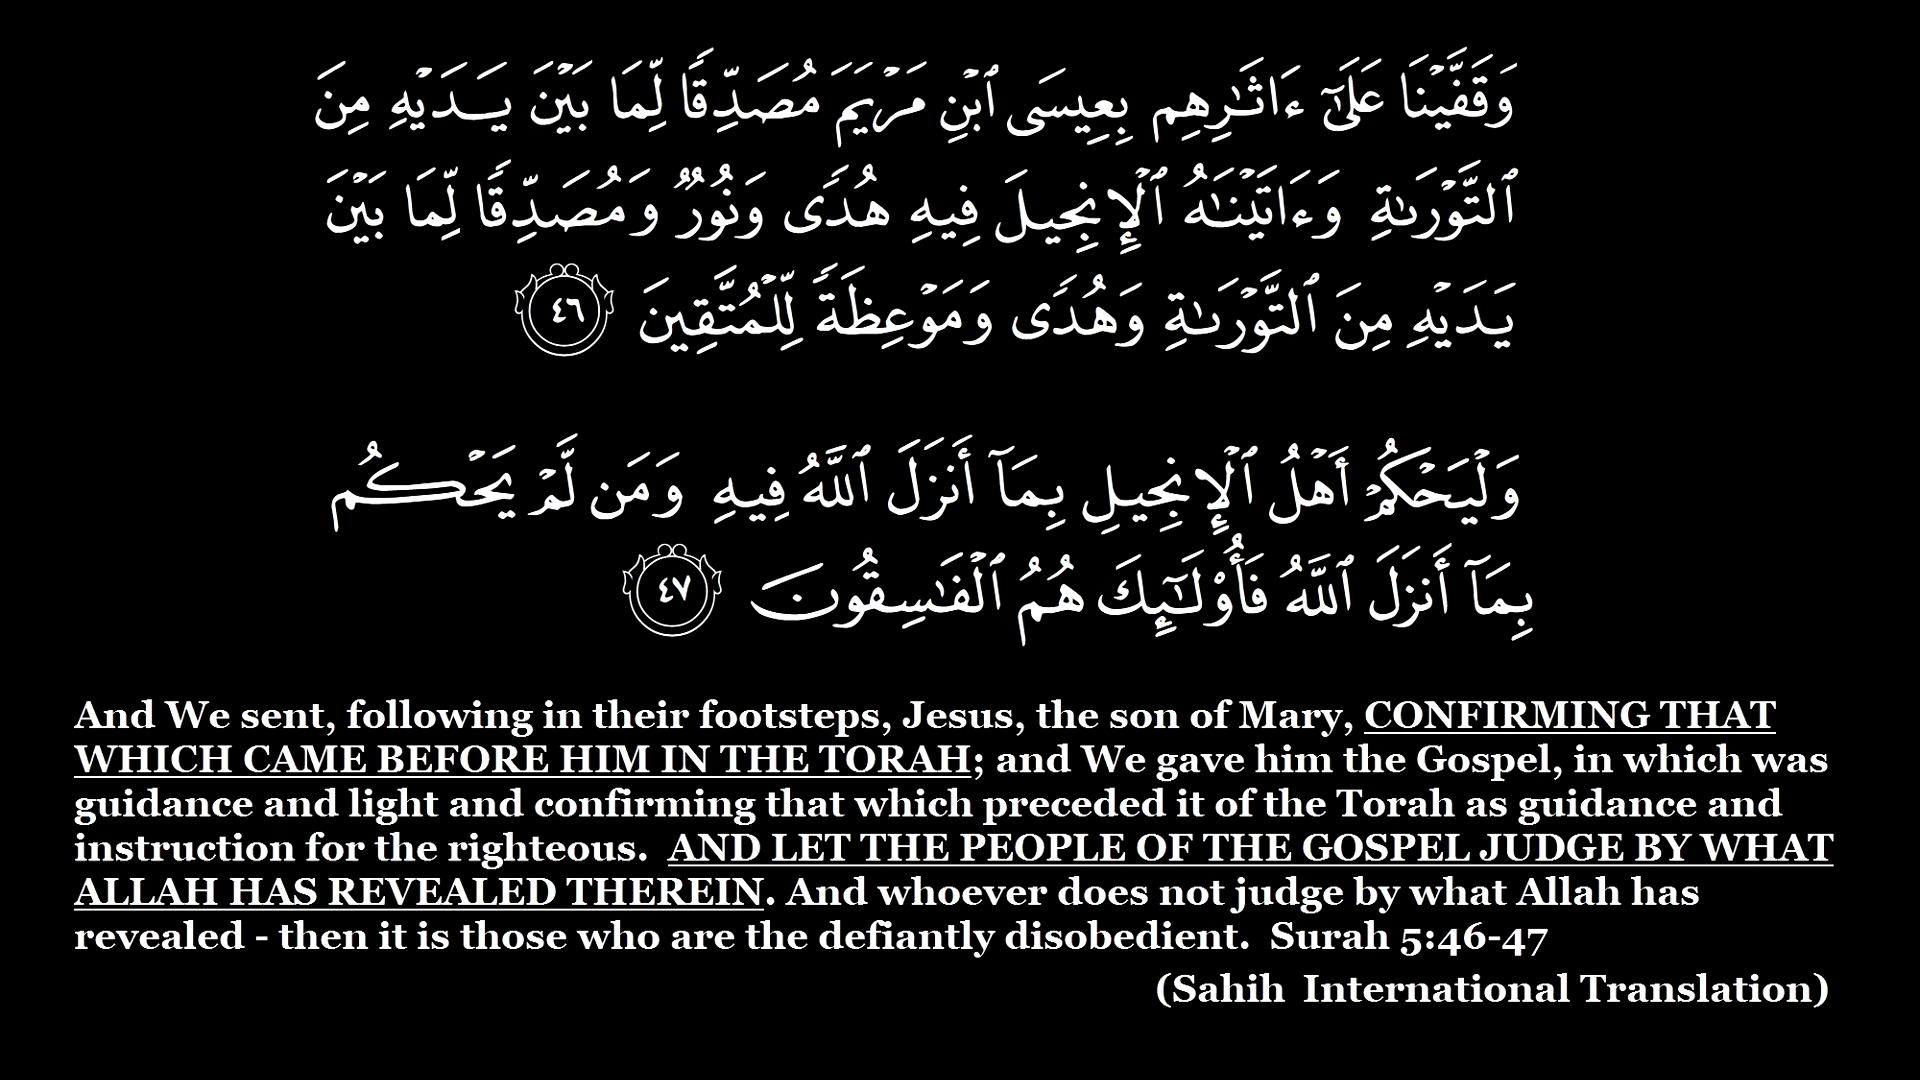 وَقَفَّيْنَا عَلَىٰٓ ءَاثَـٰرِهِم بِعِيسَى ٱبْنِ مَرْيَمَ مُصَدِّقًا لِّمَا بَيْنَ يَدَيْهِ مِنَ
ٱلتَّوْرَىٰةِ وَءَاتَيْنَـٰهُ ٱلْإِنجِيلَ فِيهِ هُدًى وَنُورٌ وَمُصَدِّقًا لِّمَا بَيْنَ
يَدَيْهِ مِنَ ٱلتَّوْرَىٰةِ وَهُدًى وَمَوْعِظَةً لِّلْمُتَّقِينَ ٤٦
وَلْيَحْكُمْ أَهْلُ ٱلْإِنجِيلِ بِمَآ أَنزَلَ ٱللَّهُ فِيهِ وَمَن لَّمْ يَحْكُم
بِمَآ أَنزَلَ ٱللَّهُ فَأُو۟لَـٰٓئِكَ هُمُ ٱلْفَـٰسِقُونَ ٤٧
And We sent, following in their footsteps, Jesus, the son of Mary, CONFIRMING THAT
WHICH CAME BEFORE HIM IN THE TORAH; and We gave him the Gospel, in which was
guidance and light and confirming that which preceded it of the Torah as guidance and
instruction for the righteous. AND LET THE PEOPLE OF THE GOSPEL JUDGE BY WHAT
ALLAH HAS REVEALED THEREIN. And whoever does not judge by what Allah has
revealed - then it is those who are the defiantly disobedient. Surah 5:46-47
(Sahih International Translation)